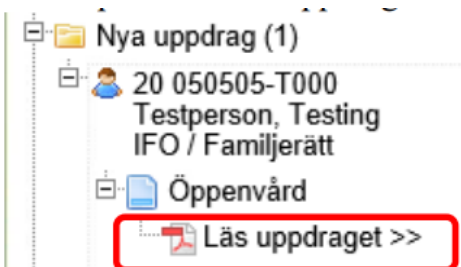 Nya uppdrag (1)
20 050505-T000
Testperson, Testing
IFO / Familjerätt
Öppenvård
Läs uppdraget >>